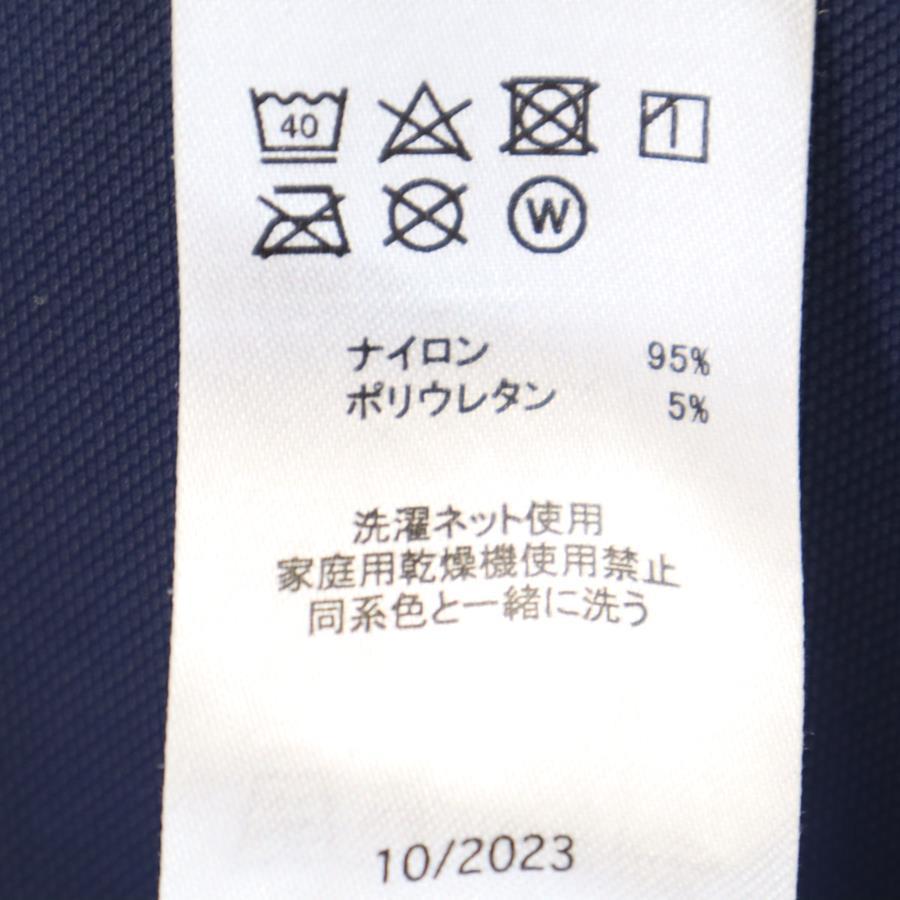 40
W
ナイロン 95%
ポリウレタン 5%
洗濯ネット使用
家庭用乾燥機使用禁止
同系色と一緒に洗う
10/2023